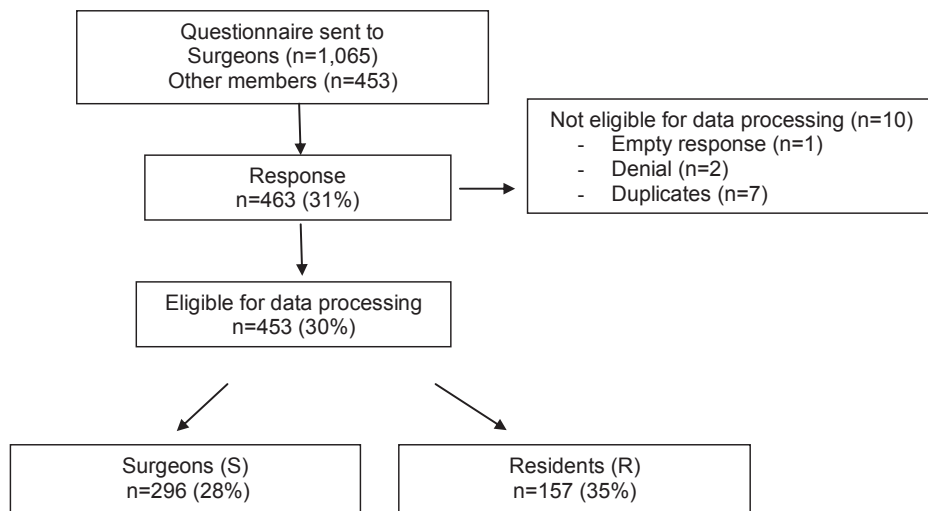 Questionnaire sent to
Surgeons (n=1,065)
Other members (n=453)
Not eligible for data processing (n=10)
- Empty response (n=1)
- Denial (n=2)
- Duplicates (n=7)
Response
n=463 (31%)
Eligible for data processing
n=453 (30%)
Surgeons (S)
n=296 (28%)
Residents (R)
n=157 (35%)